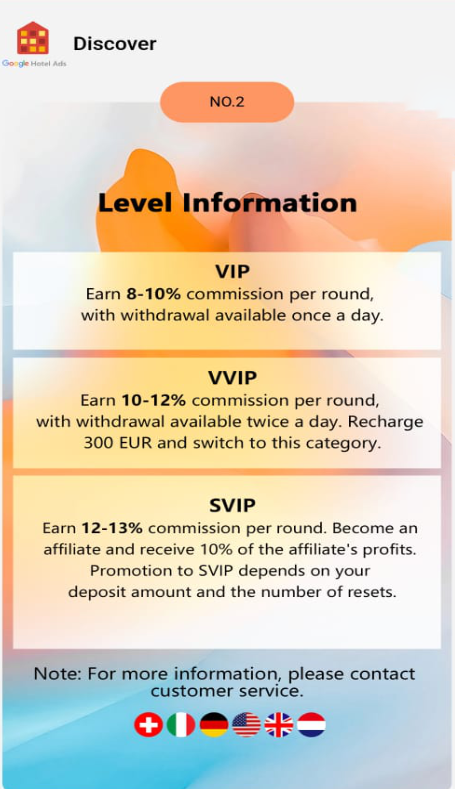 Discover
Google Hotel Ads
NO.2
Level Information
VIP
Earn 8-10% commission per round,
with withdrawal available once a day.
VVIP
Earn 10-12% commission per round,
with withdrawal available twice a day. Recharge
300 EUR and switch to this category.
SVIP
Earn 12-13% commission per round. Become an
affiliate and receive 10% of the affiliate's profits.
Promotion to SVIP depends on your
deposit amount and the number of resets.
Note: For more information, please contact
customer service.